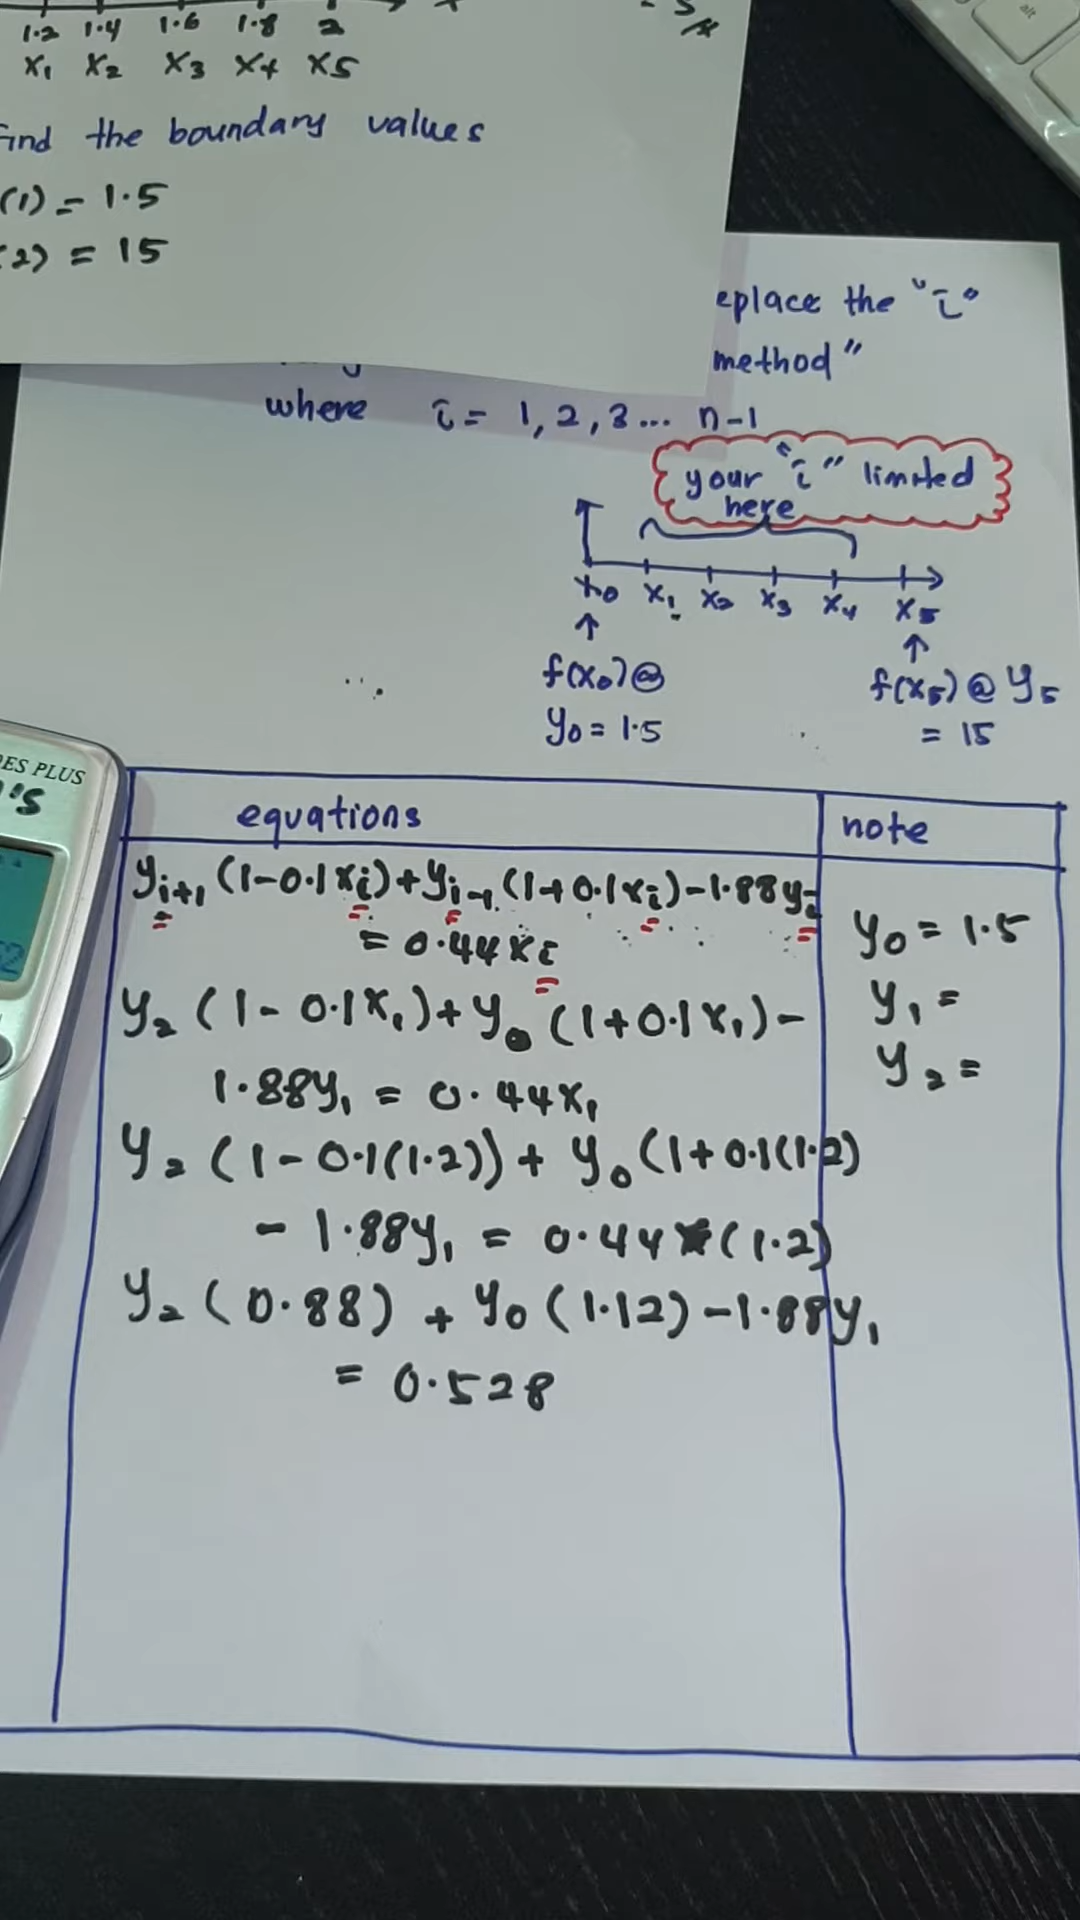 1.2 1.4 1.6 1.8 2
x₁ x₂ x₃ x₄ x₅
Find the boundary values
(1) = 1.5
(2) = 15
alt
eplace the "i"
method"
where i = 1, 2, 3... n-1
your "i" limited
here
x₀ x₁ x₂ x₃ x₄ x₅
f(x₀) @
y₀ = 1.5
f(x₅) @ y₅
= 15
ES PLUS
's
equations
note
yᵢ₊₁ (1-0.1xᵢ) + yᵢ₋₁ (1+0.1xᵢ) - 1.88yᵢ
= 0.44xᵢ
y₂ (1 - 0.1x₁) + y₀ (1+0.1x₁) -
1.88y₁ = 0.44x₁
y₂ (1 - 0.1(1.2)) + y₀ (1+0.1(1.2)
- 1.88y₁ = 0.44 (1.2)
y₂ (0.88) + y₀ (1.12) - 1.88y₁
= 0.528
y₀ = 1.5
y₁ =
y₂ =